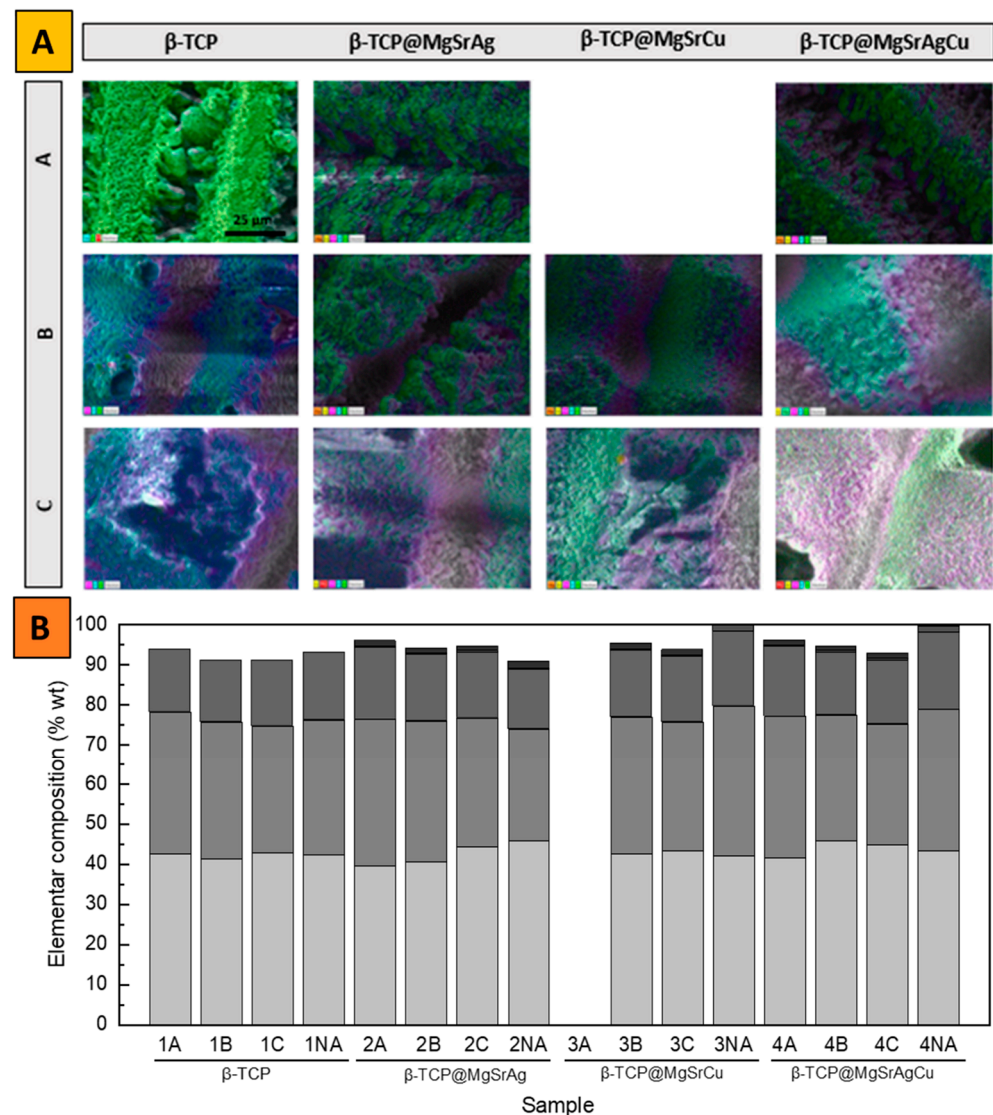 A
β-TCP
β-TCP@MgSrAg
β-TCP@MgSrCu
β-TCP@MgSrAgCu
A
25 μm
B
C
B
Elementar composition (% wt)
100
90
80
70
60
50
40
30
20
10
0
1A 1B 1C 1NA 2A 2B 2C 2NA 3A 3B 3C 3NA 4A 4B 4C 4NA
β-TCP β-TCP@MgSrAg β-TCP@MgSrCu β-TCP@MgSrAgCu
Sample